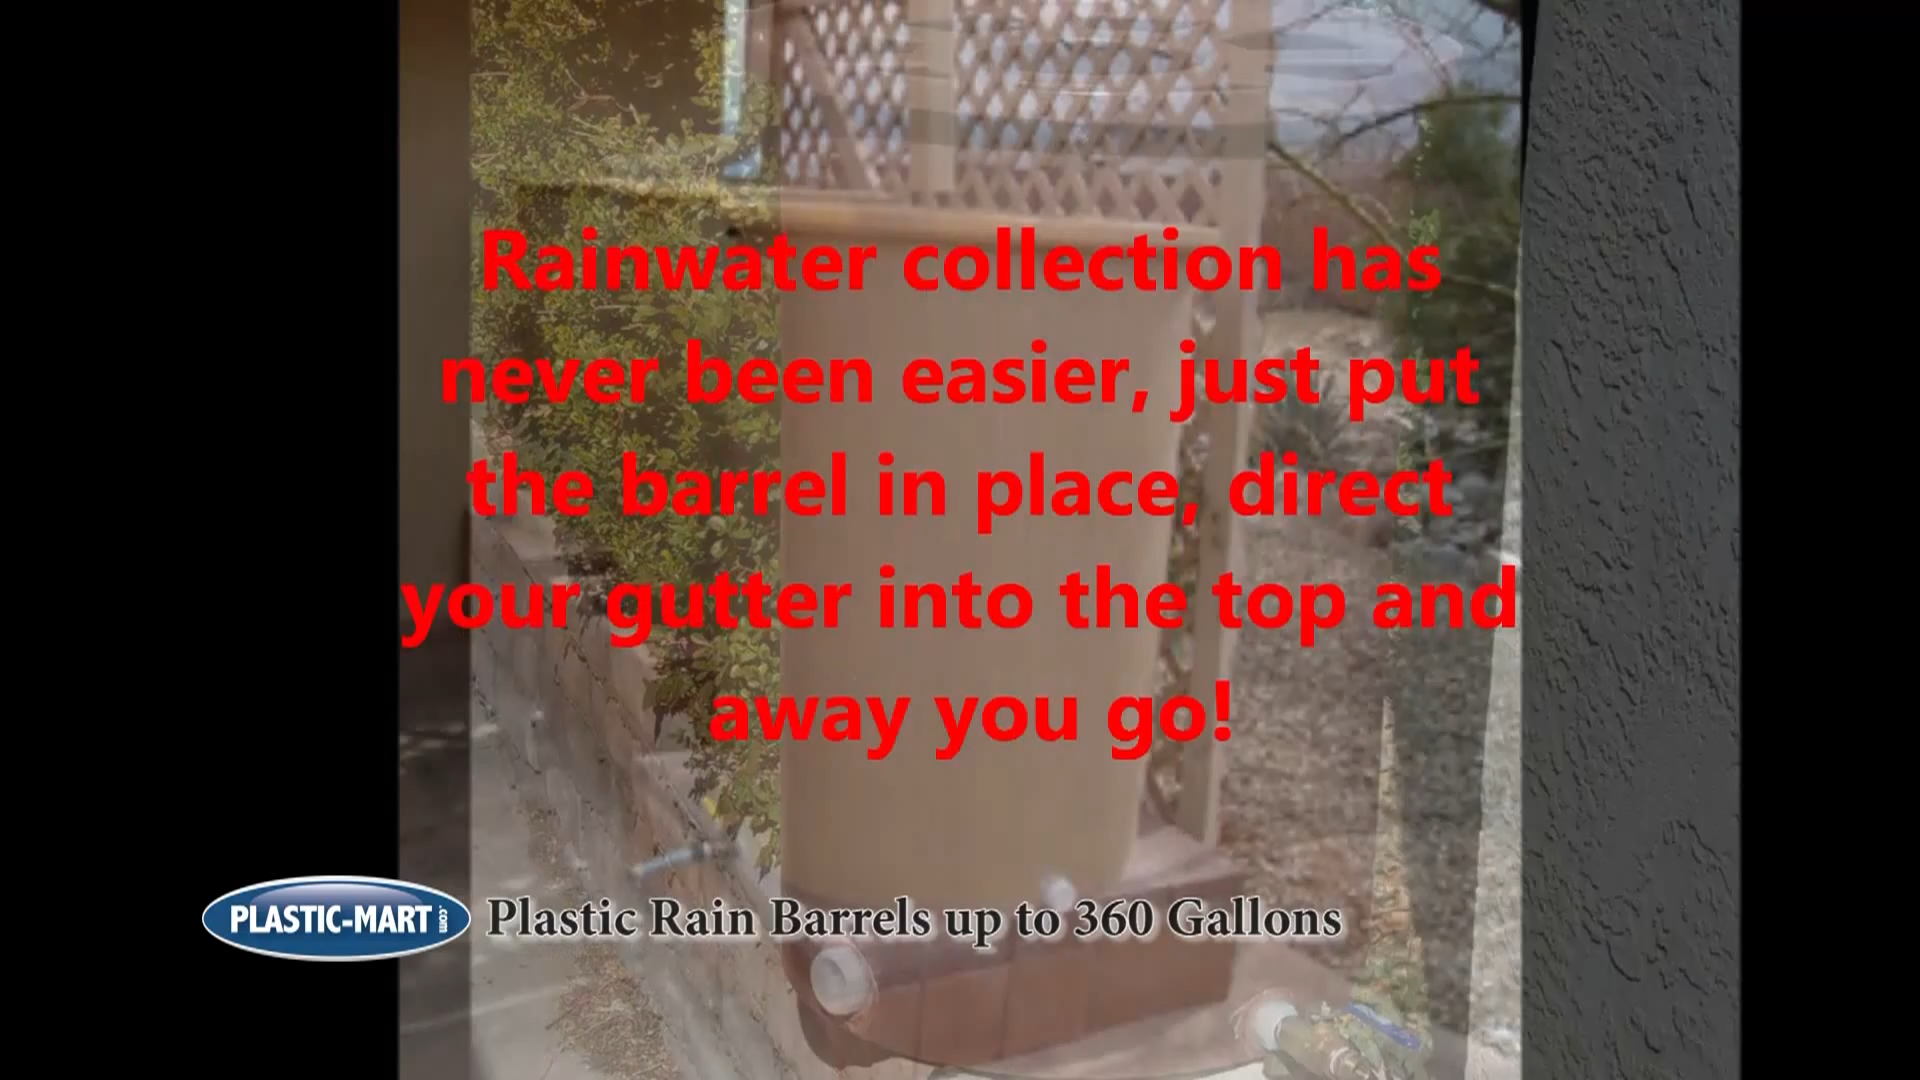 Rainwater collection has
never been easier, just put
the barrel in place, direct
your gutter into the top and
away you go!
PLASTIC-MART.com Plastic Rain Barrels up to 360 Gallons